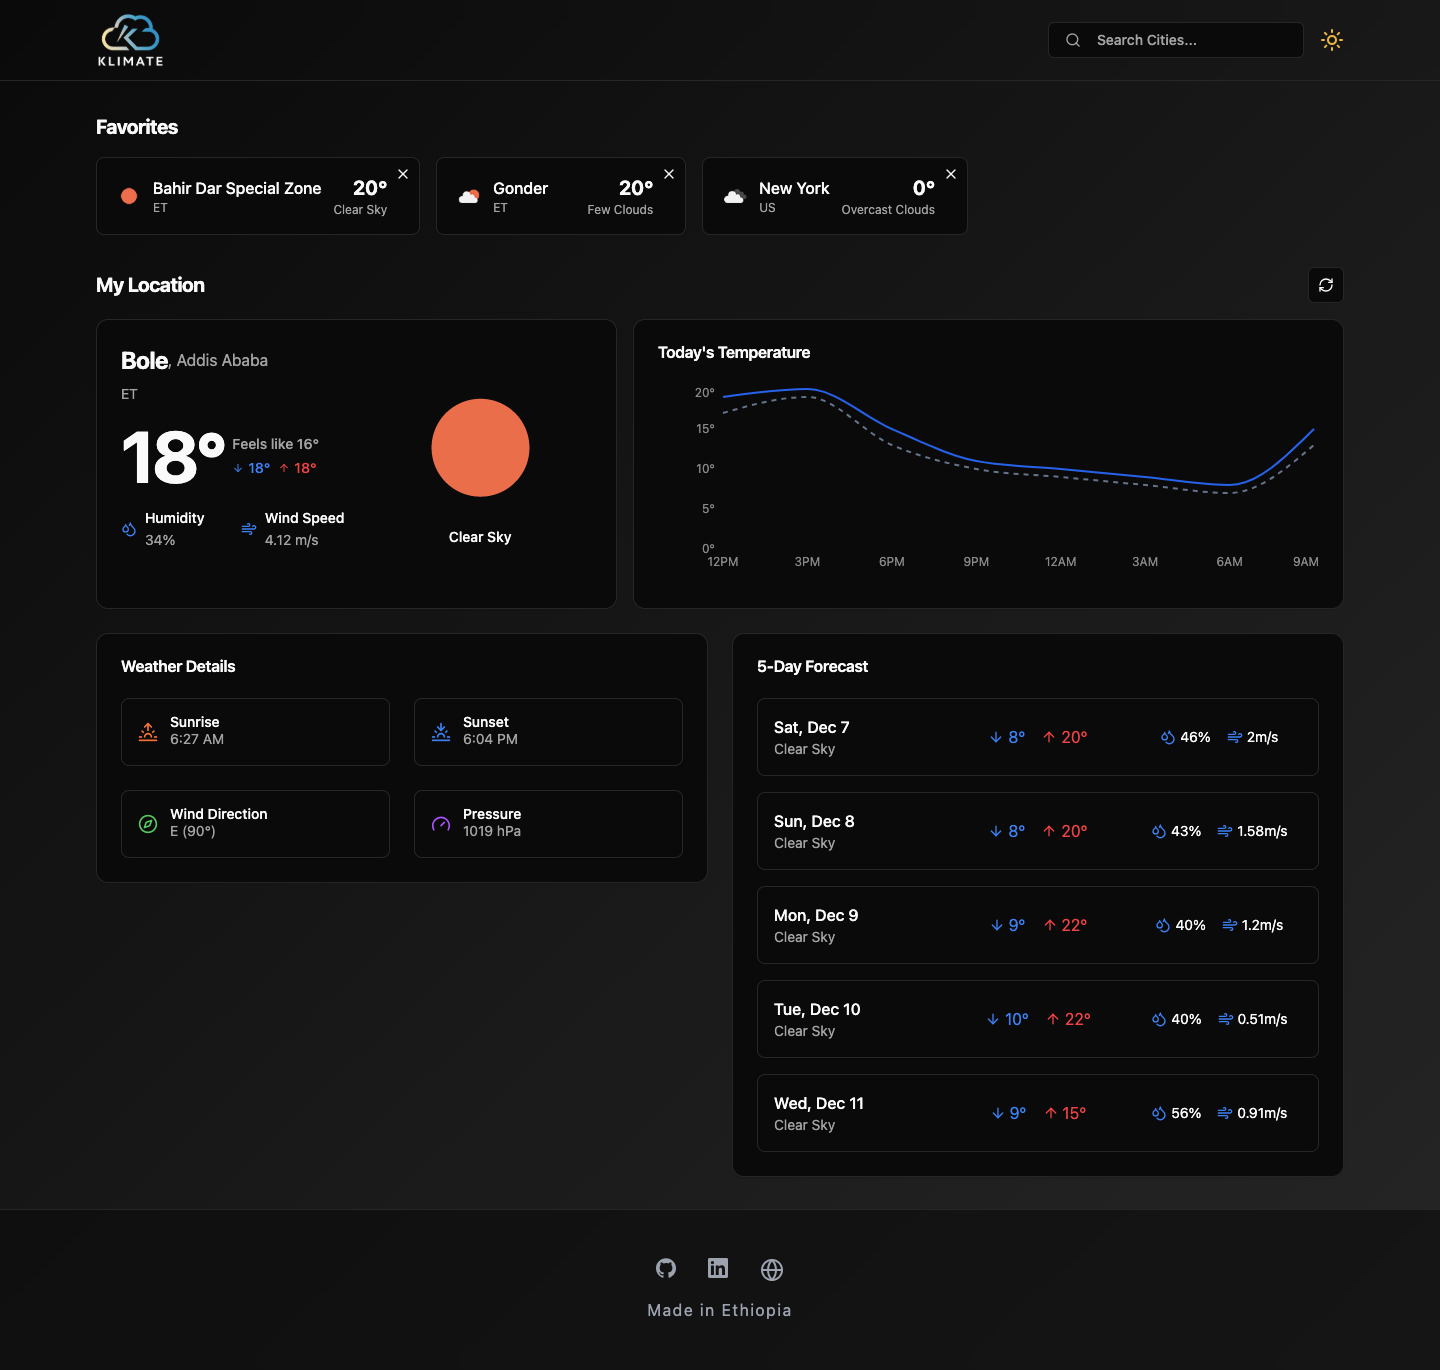 KLIMATE
Search Cities...
Favorites
Bahir Dar Special Zone
ET
20°
Clear Sky
Gonder
ET
20°
Few Clouds
New York
US
0°
Overcast Clouds
My Location
Bole, Addis Ababa
ET
18°
Feels like 16°
18° 18°
Humidity
34%
Wind Speed
4.12 m/s
Clear Sky
Today's Temperature
20°
15°
10°
5°
0°
12PM 3PM 6PM 9PM 12AM 3AM 6AM 9AM
Weather Details
Sunrise
6:27 AM
Sunset
6:04 PM
Wind Direction
E (90°)
Pressure
1019 hPa
5-Day Forecast
Sat, Dec 7
Clear Sky
8° 20° 46% 2m/s
Sun, Dec 8
Clear Sky
8° 20° 43% 1.58m/s
Mon, Dec 9
Clear Sky
9° 22° 40% 1.2m/s
Tue, Dec 10
Clear Sky
10° 22° 40% 0.51m/s
Wed, Dec 11
Clear Sky
9° 15° 56% 0.91m/s
Made in Ethiopia